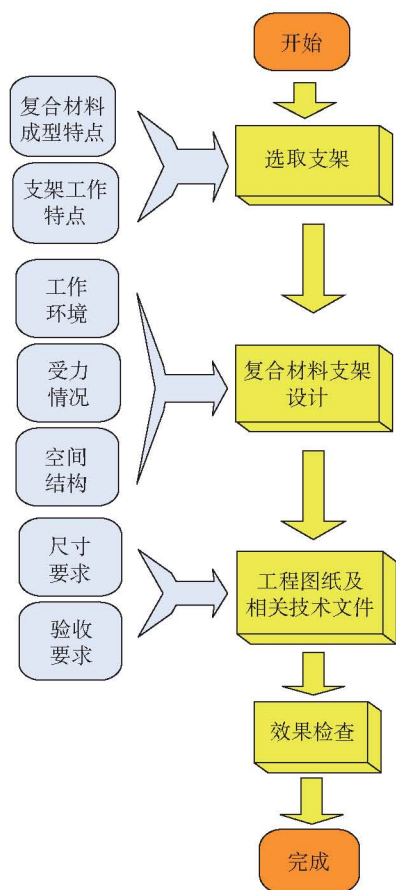 开始
复合材料
成型特点
支架工作
特点
选取支架
工作
环境
受力
情况
空间
结构
复合材料支架
设计
尺寸
要求
验收
要求
工程图纸及
相关技术文件
效果检查
完成